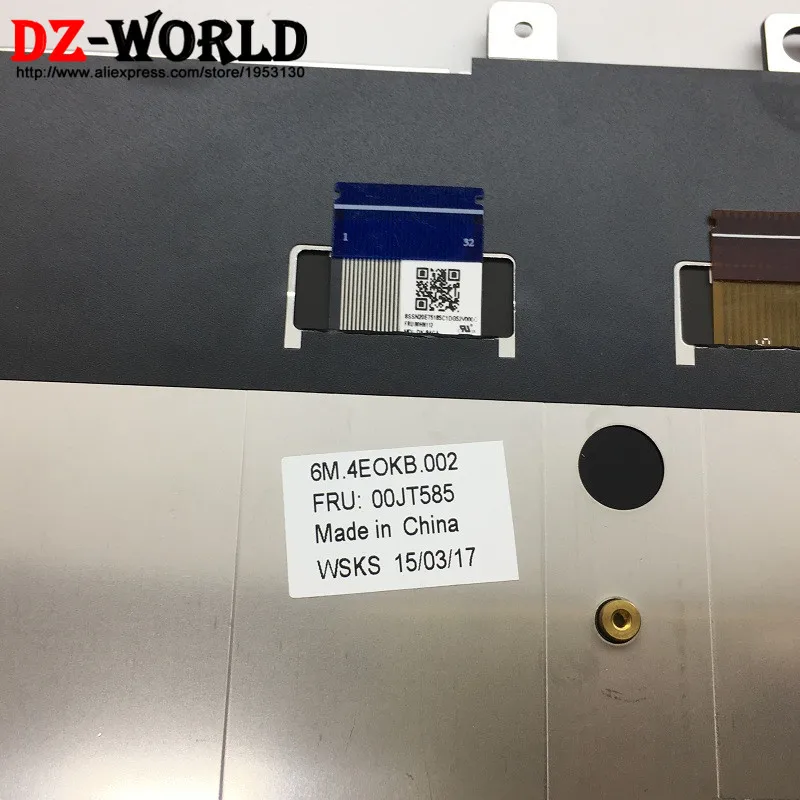 DZ-WORLD
http://www.aliexpress.com/store/1953130
1 32
6M.4EOKB.002
FRU: 00JT585
Made in China
WSKS 15/03/17